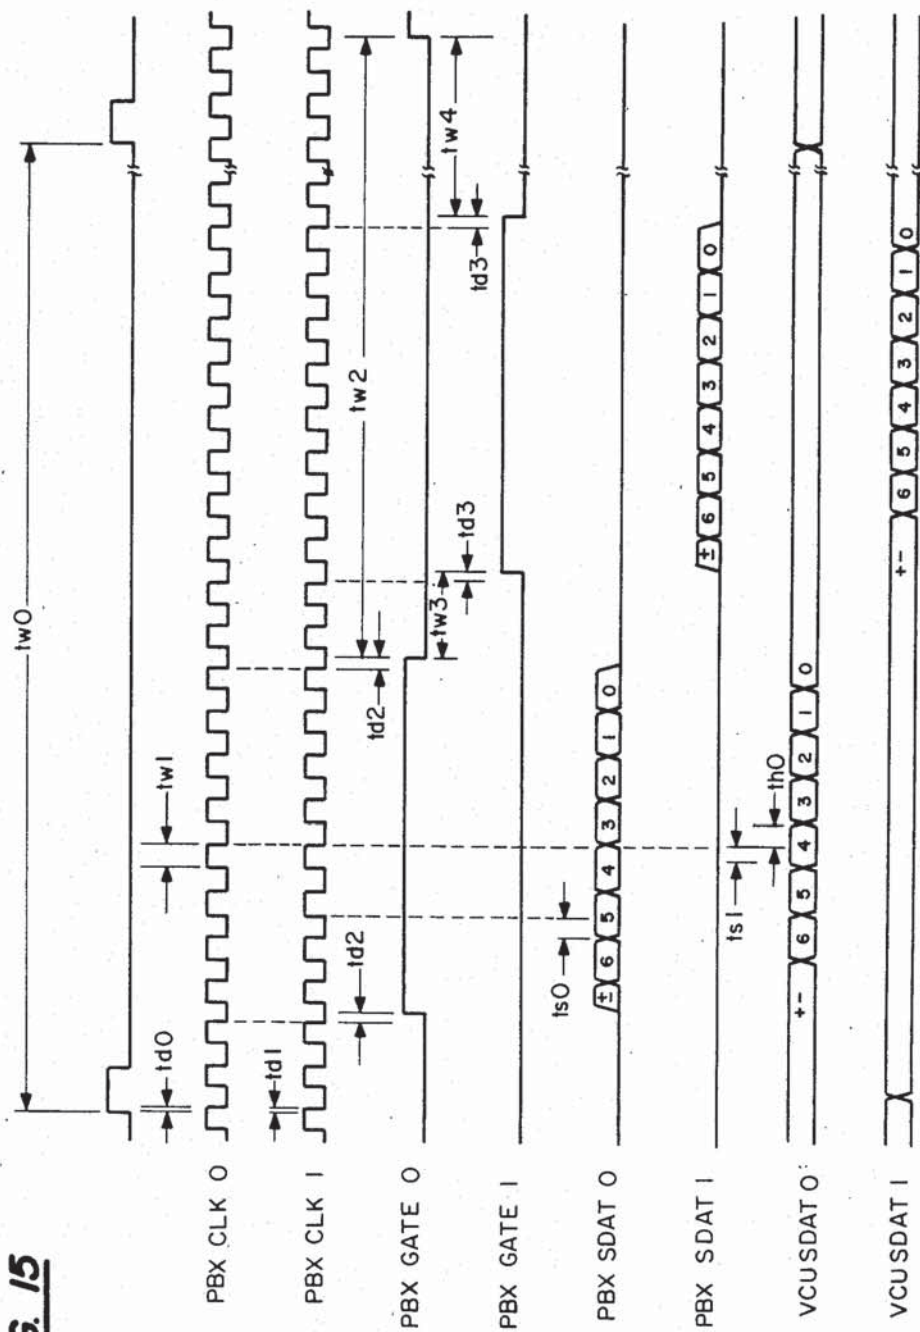 G. 15
tw0
td0
tw1
PBX CLK 0
td1
PBX CLK 1
td2
td2
tw2
PBX GATE 0
tw3
td3
td3
tw4
PBX GATE 1
ts0
PBX SDAT 0
± 6 5 4 3 2 1 0
PBX SDAT 1
± 6 5 4 3 2 1 0
ts1
th0
VCU SDAT 0
+- 6 5 4 3 2 1 0
VCU SDAT 1
+- 6 5 4 3 2 1 0